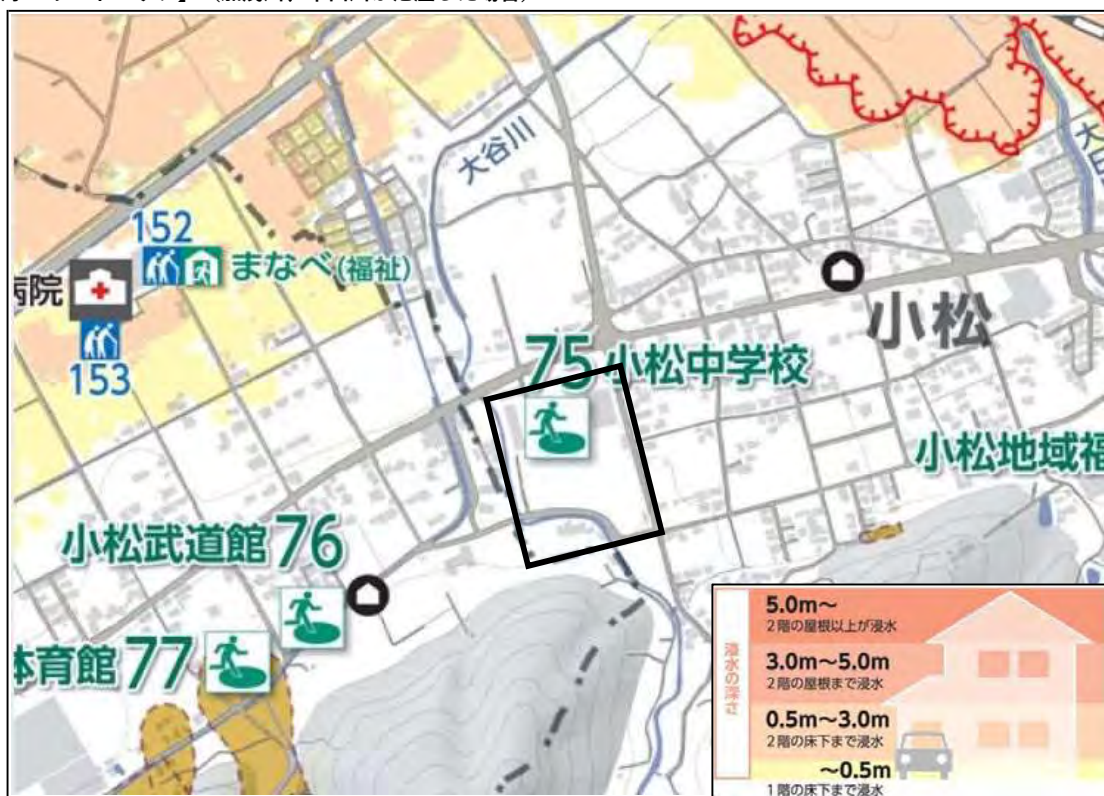 大谷川
152
まなべ(福祉)
病院
153
小松
75 小松中学校
小松地域福
小松武道館 76
体育館 77
浸水の深さ
5.0m～
2階の屋根以上が浸水
3.0m～5.0m
2階の屋根まで浸水
0.5m～3.0m
2階の床下まで浸水
～0.5m
1階の床下まで浸水